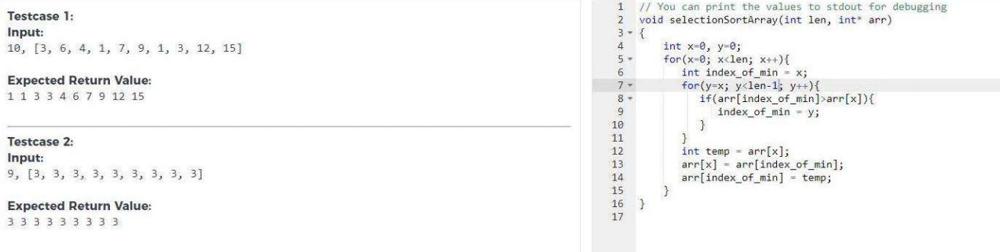 Testcase 1:
Input:
10, [3, 6, 4, 1, 7, 9, 1, 3, 12, 15]
Expected Return Value:
1 1 3 3 4 6 7 9 12 15
Testcase 2:
Input:
9, [3, 3, 3, 3, 3, 3, 3, 3, 3]
Expected Return Value:
3 3 3 3 3 3 3 3 3
1 // You can print the values to stdout for debugging
2 void selectionSortArray(int len, int* arr)
3 {
4 int x=0, y=0;
5 for(x=0; x<len; x++){
6 int index_of_min = x;
7 for(y=x; y<len-1; y++){
8 if(arr[index_of_min]>arr[x]){
9 index_of_min = y;
10 }
11 }
12 int temp = arr[x];
13 arr[x] = arr[index_of_min];
14 arr[index_of_min] = temp;
15 }
16 }
17